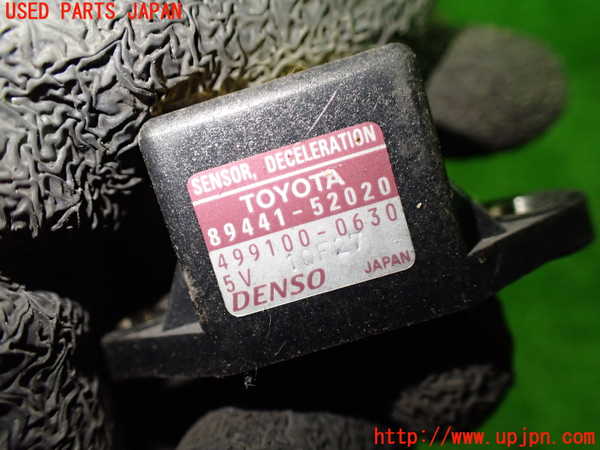 USED PARTS JAPAN
SENSOR, DECELERATION
TOYOTA
89441-52020
499100-0630
5V
DENSO JAPAN
http://www.upjpn.com